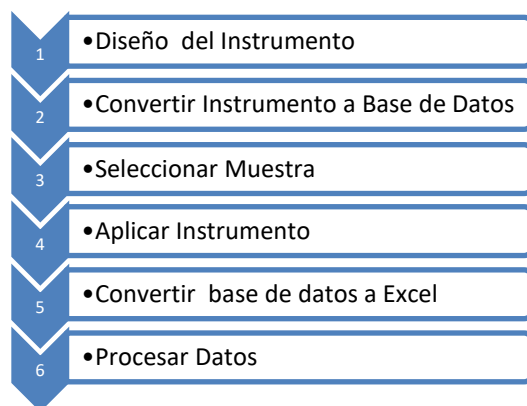 1 •Diseño del Instrumento
2 •Convertir Instrumento a Base de Datos
3 •Seleccionar Muestra
4 •Aplicar Instrumento
5 •Convertir base de datos a Excel
6 •Procesar Datos